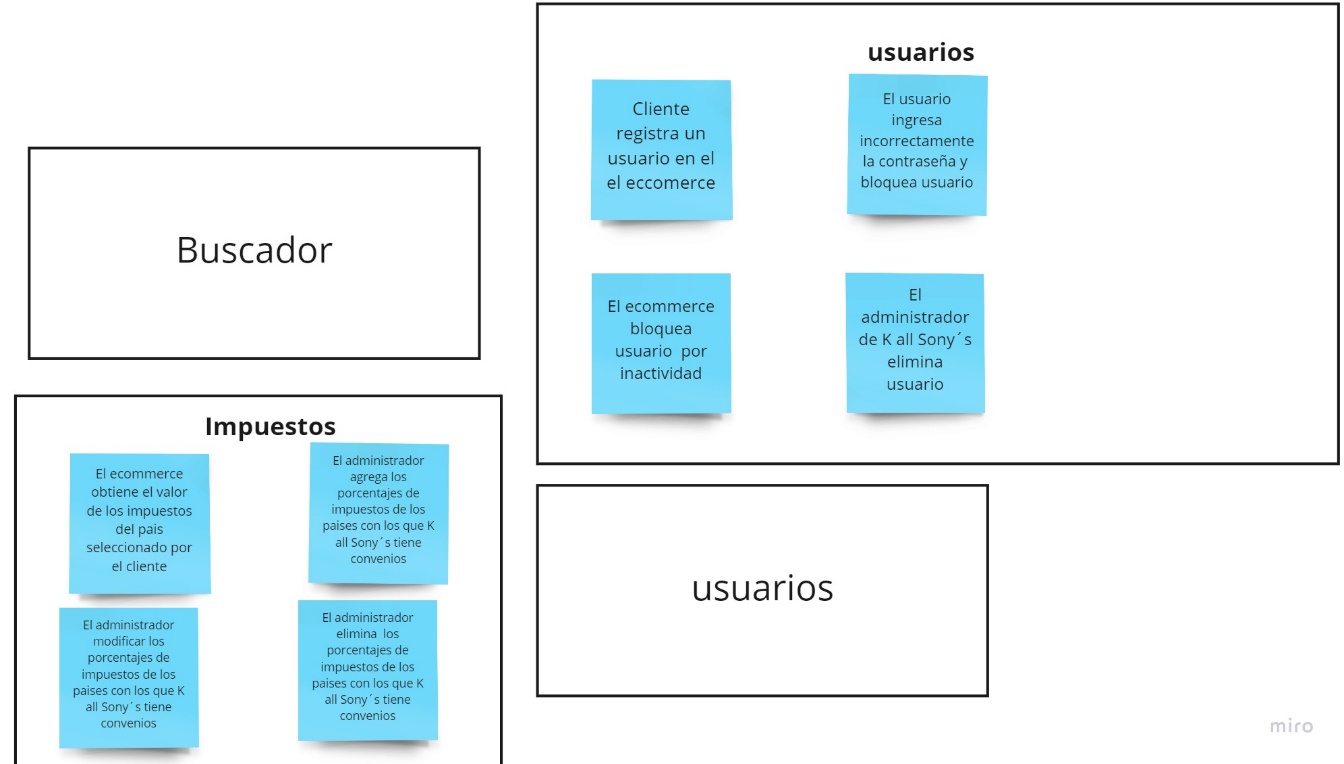 Buscador
Impuestos
El ecommerce
obtiene el valor
de los impuestos
del pais
seleccionado por
el cliente
El administrador
agrega los
porcentajes de
impuestos de los
paises con los que K
all Sony´s tiene
convenios
El administrador
modificar los
porcentajes de
impuestos de los
paises con los que K
all Sony´s tiene
convenios
El administrador
elimina los
porcentajes de
impuestos de los
paises con los que K
all Sony´s tiene
convenios
usuarios
Cliente
registra un
usuario en el
el eccomerce
El usuario
ingresa
incorrectamente
la contraseña y
bloquea usuario
El ecommerce
bloquea
usuario por
inactividad
El
administrador
de K all Sony´s
elimina
usuario
usuarios
miro